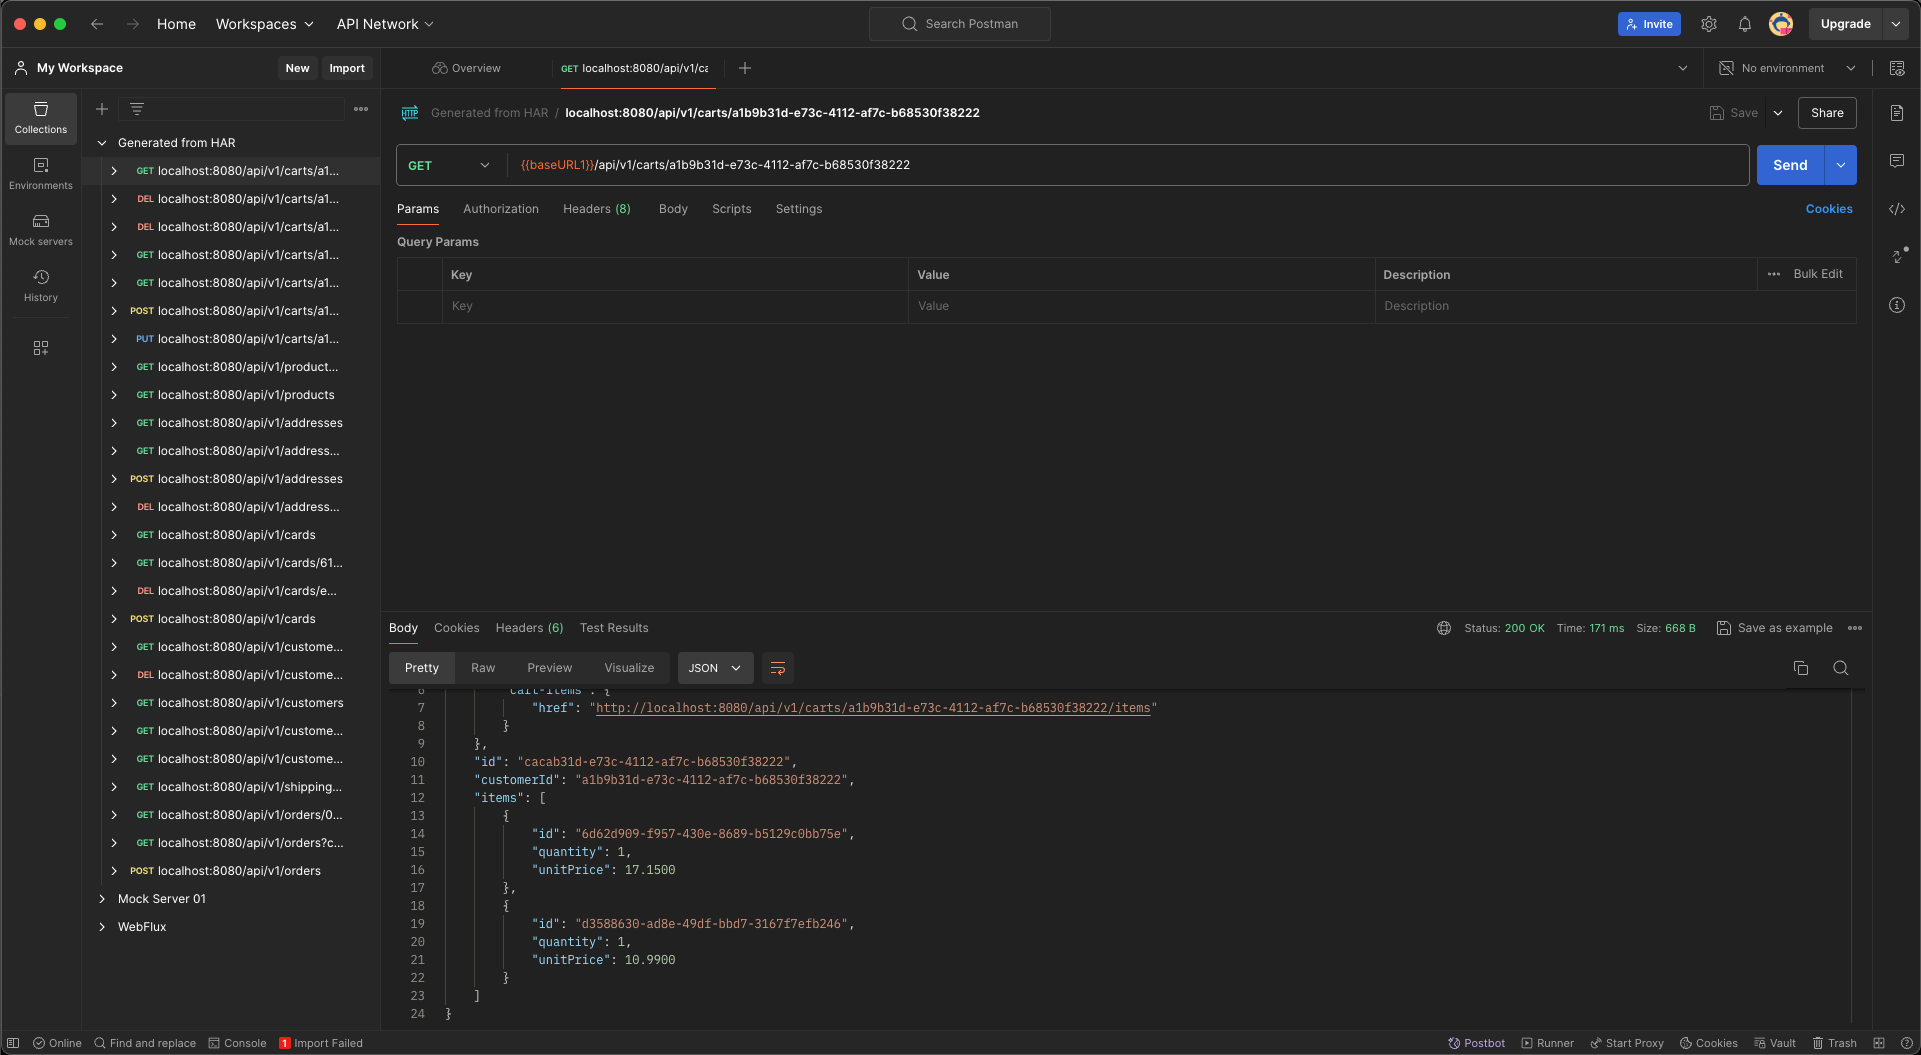 Home
Workspaces
API Network
Search Postman
Invite
Upgrade
My Workspace
New
Import
Overview
GET localhost:8080/api/v1/ca
No environment
Collections
Environments
Mock servers
History
Generated from HAR
GET localhost:8080/api/v1/carts/a1...
DEL localhost:8080/api/v1/carts/a1...
DEL localhost:8080/api/v1/carts/a1...
GET localhost:8080/api/v1/carts/a1...
GET localhost:8080/api/v1/carts/a1...
POST localhost:8080/api/v1/carts/a1...
PUT localhost:8080/api/v1/carts/a1...
GET localhost:8080/api/v1/product...
GET localhost:8080/api/v1/products
GET localhost:8080/api/v1/addresses
GET localhost:8080/api/v1/address...
POST localhost:8080/api/v1/addresses
DEL localhost:8080/api/v1/address...
GET localhost:8080/api/v1/cards
GET localhost:8080/api/v1/cards/61...
DEL localhost:8080/api/v1/cards/e...
POST localhost:8080/api/v1/cards
GET localhost:8080/api/v1/custome...
DEL localhost:8080/api/v1/custome...
GET localhost:8080/api/v1/customers
GET localhost:8080/api/v1/custome...
GET localhost:8080/api/v1/custome...
GET localhost:8080/api/v1/shipping...
GET localhost:8080/api/v1/orders/0...
GET localhost:8080/api/v1/orders?c...
POST localhost:8080/api/v1/orders
Mock Server 01
WebFlux
HTTP Generated from HAR / localhost:8080/api/v1/carts/a1b9b31d-e73c-4112-af7c-b68530f38222
Save
Share
GET {{baseURL1}}/api/v1/carts/a1b9b31d-e73c-4112-af7c-b68530f38222
Send
Params Authorization Headers (8) Body Scripts Settings
Cookies
Query Params
Key Value Description Bulk Edit
Key Value Description
Body Cookies Headers (6) Test Results
Status: 200 OK Time: 171 ms Size: 668 B Save as example
Pretty Raw Preview Visualize JSON
6 "cart-items": {
7 "href": "http://localhost:8080/api/v1/carts/a1b9b31d-e73c-4112-af7c-b68530f38222/items"
8 }
9 },
10 "id": "cacab31d-e73c-4112-af7c-b68530f38222",
11 "customerId": "a1b9b31d-e73c-4112-af7c-b68530f38222",
12 "items": [
13 {
14 "id": "6d62d909-f957-430e-8689-b5129c0bb75e",
15 "quantity": 1,
16 "unitPrice": 17.1500
17 },
18 {
19 "id": "d3588630-ad8e-49df-bbd7-3167f7efb246",
20 "quantity": 1,
21 "unitPrice": 10.9900
22 }
23 ]
24 }
Online Find and replace Console 1 Import Failed
Postbot Runner Start Proxy Cookies Vault Trash